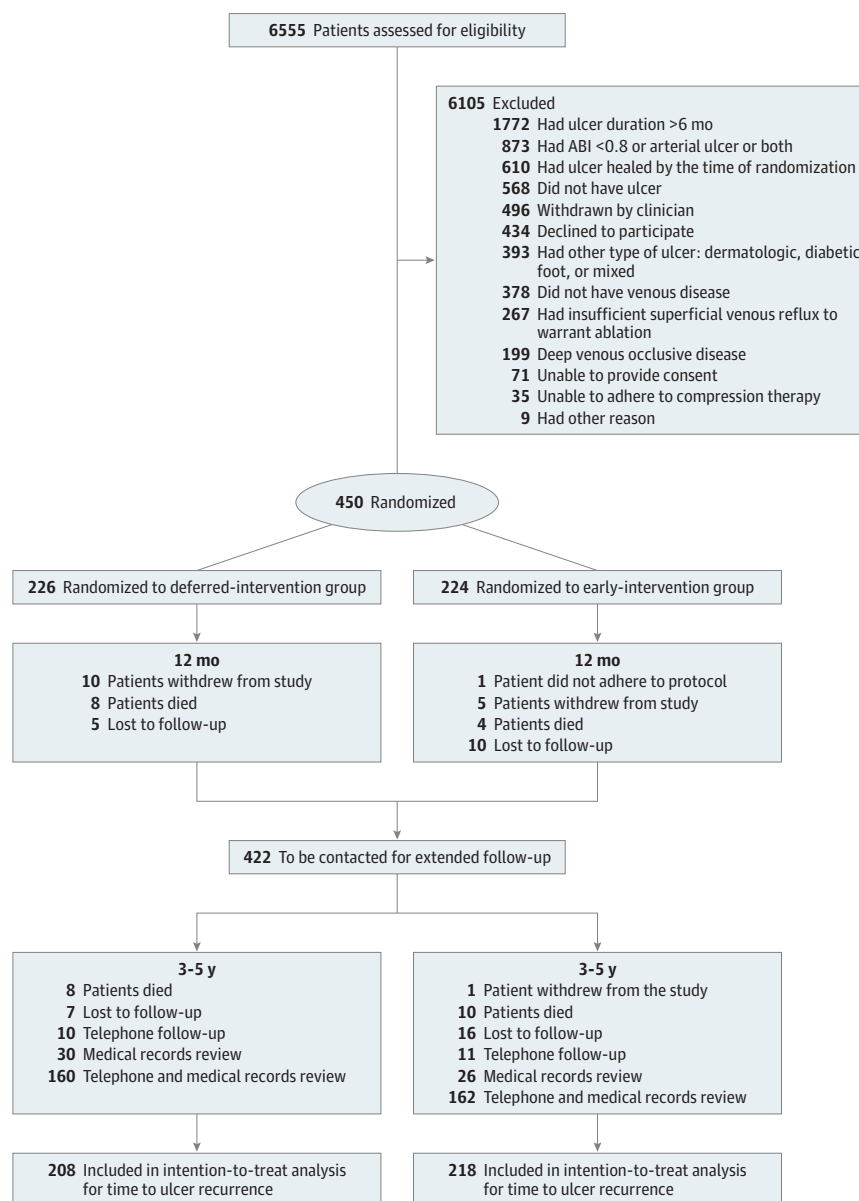 6555 Patients assessed for eligibility
6105 Excluded
1772 Had ulcer duration >6 mo
873 Had ABI <0.8 or arterial ulcer or both
610 Had ulcer healed by the time of randomization
568 Did not have ulcer
496 Withdrawn by clinician
434 Declined to participate
393 Had other type of ulcer: dermatologic, diabetic
foot, or mixed
378 Did not have venous disease
267 Had insufficient superficial venous reflux to
warrant ablation
199 Deep venous occlusive disease
71 Unable to provide consent
35 Unable to adhere to compression therapy
9 Had other reason
450 Randomized
226 Randomized to deferred-intervention group
224 Randomized to early-intervention group
12 mo
10 Patients withdrew from study
8 Patients died
5 Lost to follow-up
12 mo
1 Patient did not adhere to protocol
5 Patients withdrew from study
4 Patients died
10 Lost to follow-up
422 To be contacted for extended follow-up
3-5 y
8 Patients died
7 Lost to follow-up
10 Telephone follow-up
30 Medical records review
160 Telephone and medical records review
3-5 y
1 Patient withdrew from the study
10 Patients died
16 Lost to follow-up
11 Telephone follow-up
26 Medical records review
162 Telephone and medical records review
208 Included in intention-to-treat analysis
for time to ulcer recurrence
218 Included in intention-to-treat analysis
for time to ulcer recurrence